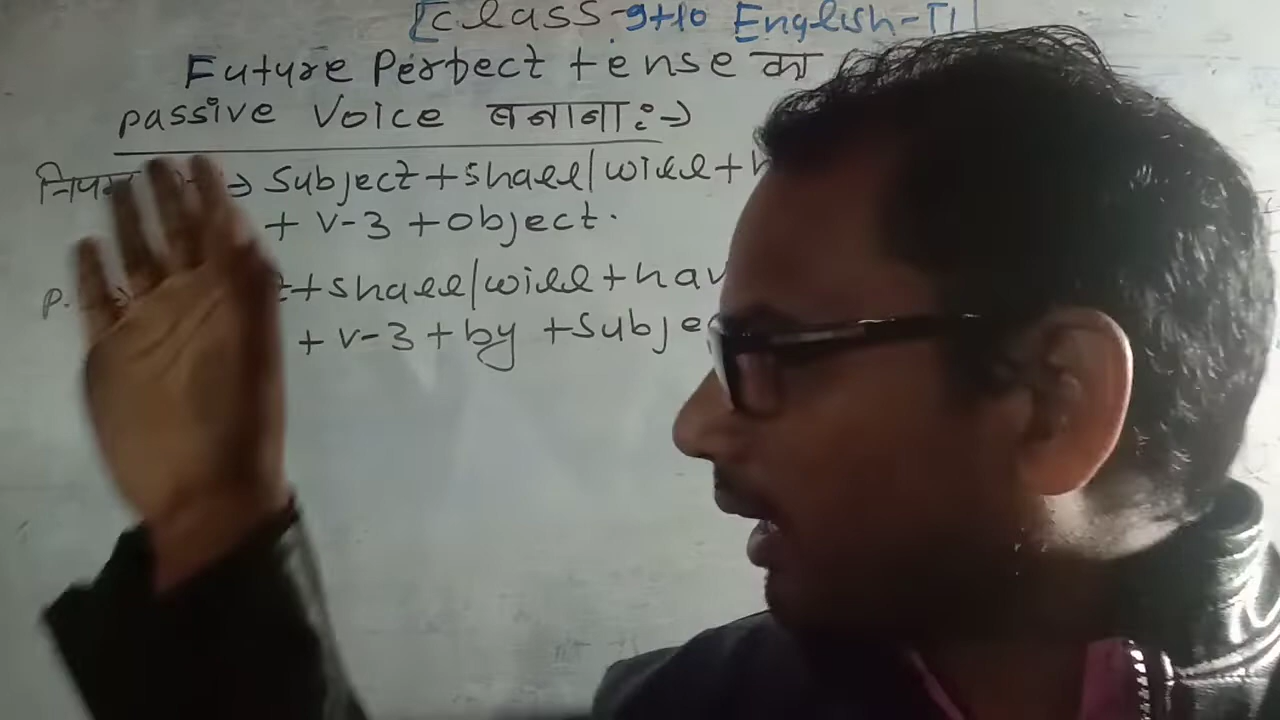 [Class-9+10 English-
Future Perfect tense का
passive Voice बनाना:->
नियम -> Subject+shall/will+
+ V-3 +object.
P. +shall/will+hav
+ V-3+by +Subje